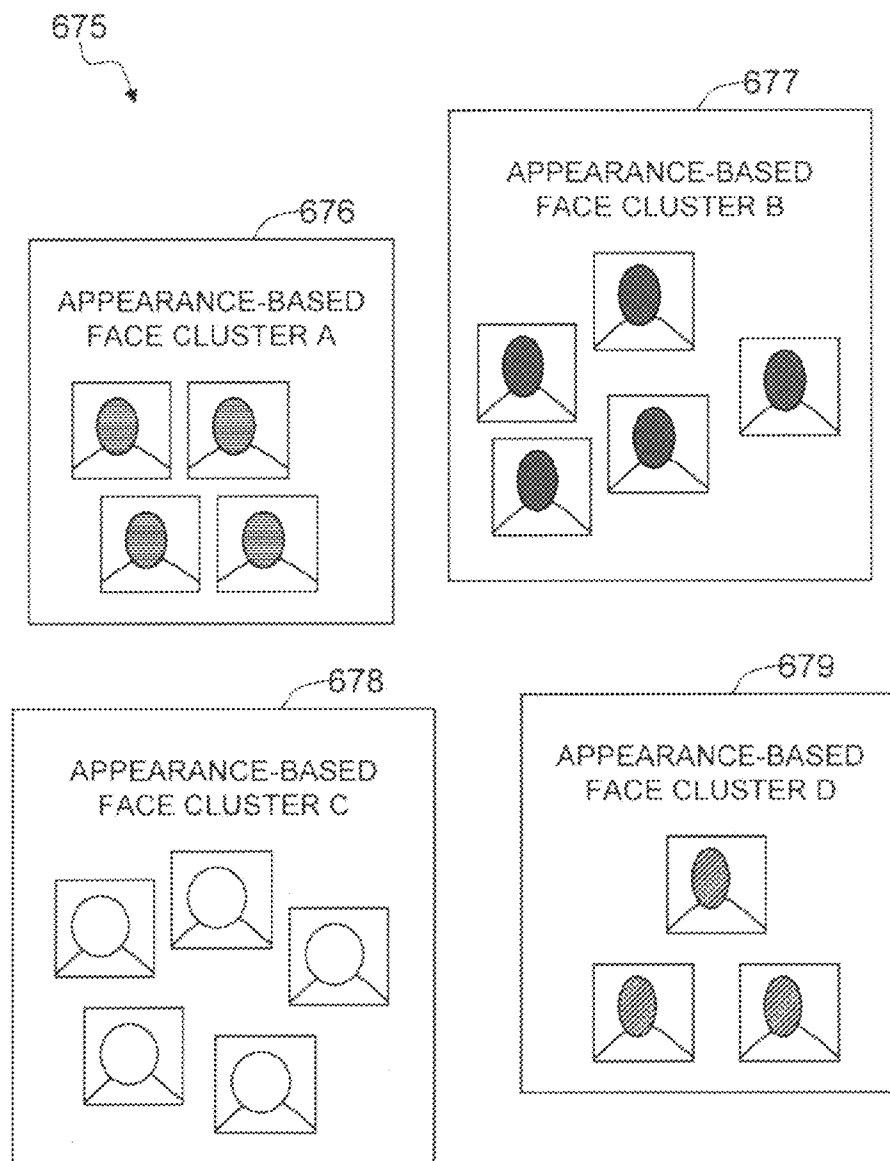 675
677
APPEARANCE-BASED
FACE CLUSTER B
676
APPEARANCE-BASED
FACE CLUSTER A
678
APPEARANCE-BASED
FACE CLUSTER C
679
APPEARANCE-BASED
FACE CLUSTER D